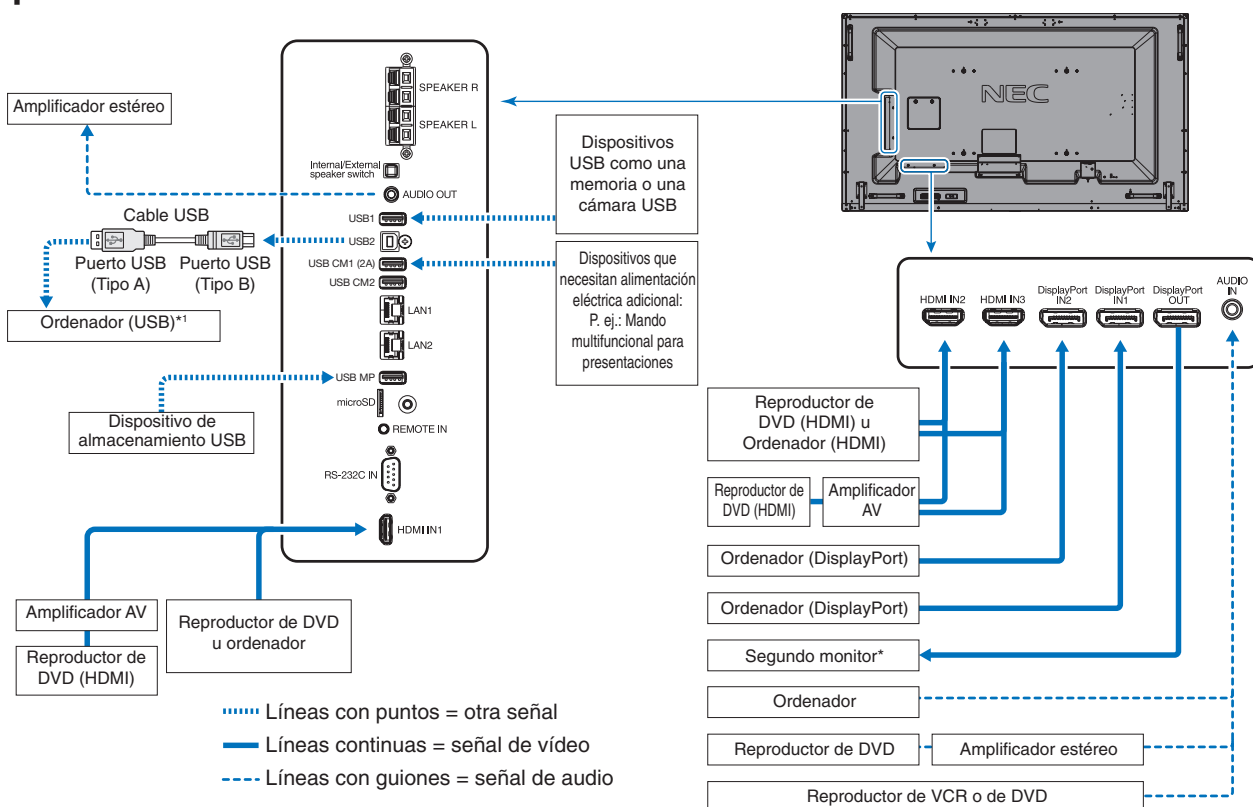 NEC
SPEAKER R
SPEAKER L
Internal/External
speaker switch
AUDIO OUT
USB1
USB2
USB CM1 (2A)
USB CM2
LAN1
LAN2
USB MP
microSD
REMOTE IN
RS-232C IN
HDMI IN1
Amplificador estéreo
Cable USB
Puerto USB
(Tipo A)
Puerto USB
(Tipo B)
Ordenador (USB)*1
Dispositivo de
almacenamiento USB
Amplificador AV
Reproductor de
DVD (HDMI)
Reproductor de DVD
u ordenador
Dispositivos
USB como una
memoria o una
cámara USB
Dispositivos que
necesitan alimentación
eléctrica adicional:
P. ej.: Mando
multifuncional para
presentaciones
HDMI IN2
HDMI IN3
DisplayPort
IN2
DisplayPort
IN1
DisplayPort
OUT
AUDIO
IN
Reproductor de
DVD (HDMI) u
Ordenador (HDMI)
Reproductor de
DVD (HDMI)
Amplificador
AV
Ordenador (DisplayPort)
Ordenador (DisplayPort)
Segundo monitor*
Ordenador
Reproductor de DVD
Amplificador estéreo
Reproductor de VCR o de DVD
Líneas con puntos = otra señal
Líneas continuas = señal de vídeo
Líneas con guiones = señal de audio